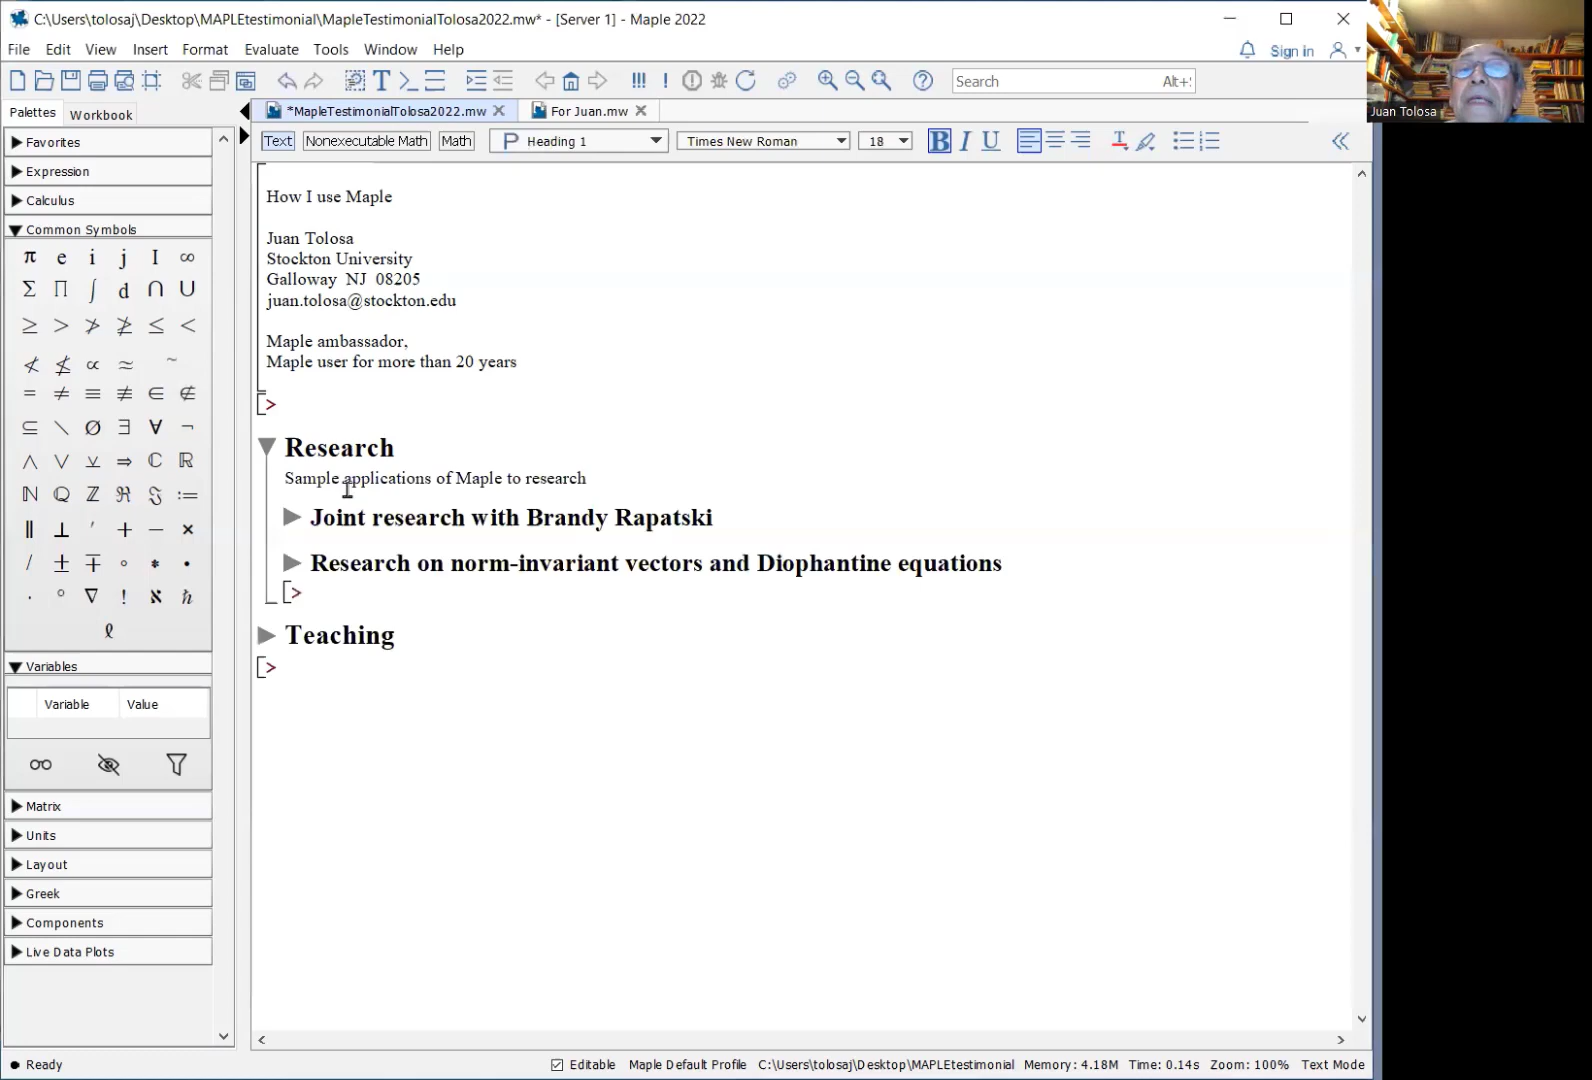 C:\Users\tolosaj\Desktop\MAPLEtestimonial\MapleTestimonialTolosa2022.mw* - [Server 1] - Maple 2022
File Edit View Insert Format Evaluate Tools Window Help
Sign in
Search Alt+S
Juan Tolosa
Palettes Workbook
*MapleTestimonialTolosa2022.mw
For Juan.mw
Text Nonexecutable Math Math P Heading 1 Times New Roman 18 B I U
Favorites
Expression
Calculus
Common Symbols
π e i j I ∞
Σ Π ∫ d ∩ ∪
≥ > ≯ ≱ ≤ <
≮ ≰ ∝ ≈ ~
= ≠ ≡ ≢ ∈ ∉
⊆ \ ∅ ∃ ∀ ¬
∧ ∨ ⊻ ⇒ ℂ ℝ
ℕ ℚ ℤ ℜ ℑ :=
∥ ⊥ ′ + − ×
/ ± ∓ ∘ * •
· ° ∇ ! ℵ ℏ
ℓ
Variables
Variable Value
Matrix
Units
Layout
Greek
Components
Live Data Plots
How I use Maple
Juan Tolosa
Stockton University
Galloway NJ 08205
juan.tolosa@stockton.edu
Maple ambassador,
Maple user for more than 20 years
[>
Research
Sample applications of Maple to research
Joint research with Brandy Rapatski
Research on norm-invariant vectors and Diophantine equations
[>
Teaching
[>
Ready
Editable Maple Default Profile C:\Users\tolosaj\Desktop\MAPLEtestimonial Memory: 4.18M Time: 0.14s Zoom: 100% Text Mode